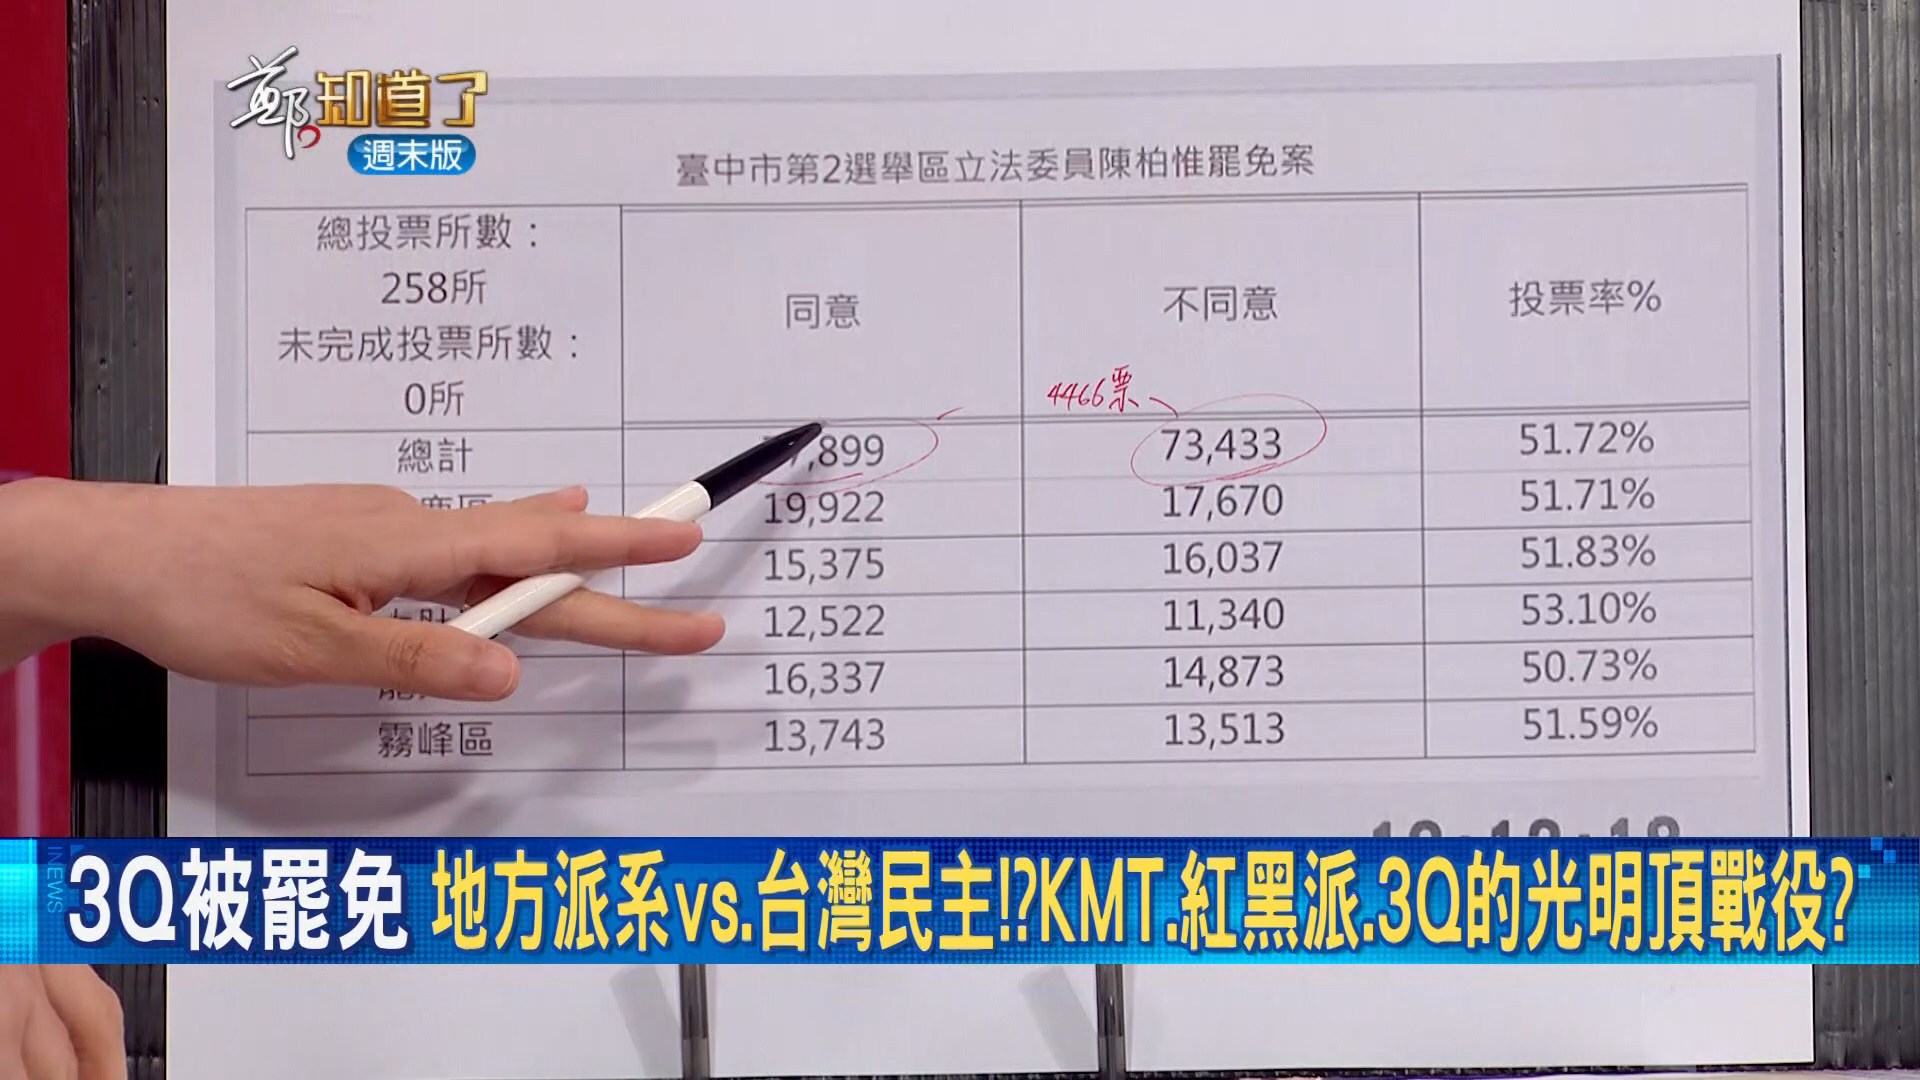 鄭知道了
週末版
臺中市第2選舉區立法委員陳柏惟罷免案
總投票所數：
258所
未完成投票所數：
0所
同意
不同意
投票率%
4466票
總計 ,899 73,433 51.72%
19,922 17,670 51.71%
15,375 16,037 51.83%
12,522 11,340 53.10%
16,337 14,873 50.73%
霧峰區 13,743 13,513 51.59%
INEWS
3Q被罷免 地方派系vs.台灣民主!?KMT.紅黑派.3Q的光明頂戰役?